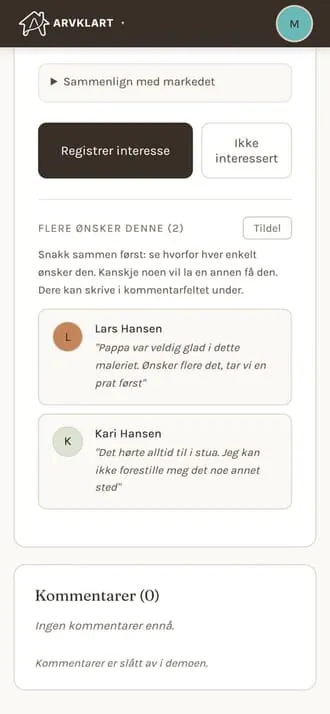 ARVKLART
M
▶ Sammenlign med markedet
Registrer interesse
Ikke
interessert
FLERE ØNSKER DENNE (2)
Tildel
Snakk sammen først: se hvorfor hver enkelt
ønsker den. Kanskje noen vil la en annen få den.
Dere kan skrive i kommentarfeltet under.
L
Lars Hansen
"Pappa var veldig glad i dette
maleriet. Ønsker flere det, tar vi en
prat først"
K
Kari Hansen
"Det hørte alltid til i stua. Jeg kan
ikke forestille meg det noe annet
sted"
Kommentarer (0)
Ingen kommentarer ennå.
Kommentarer er slått av i demoen.